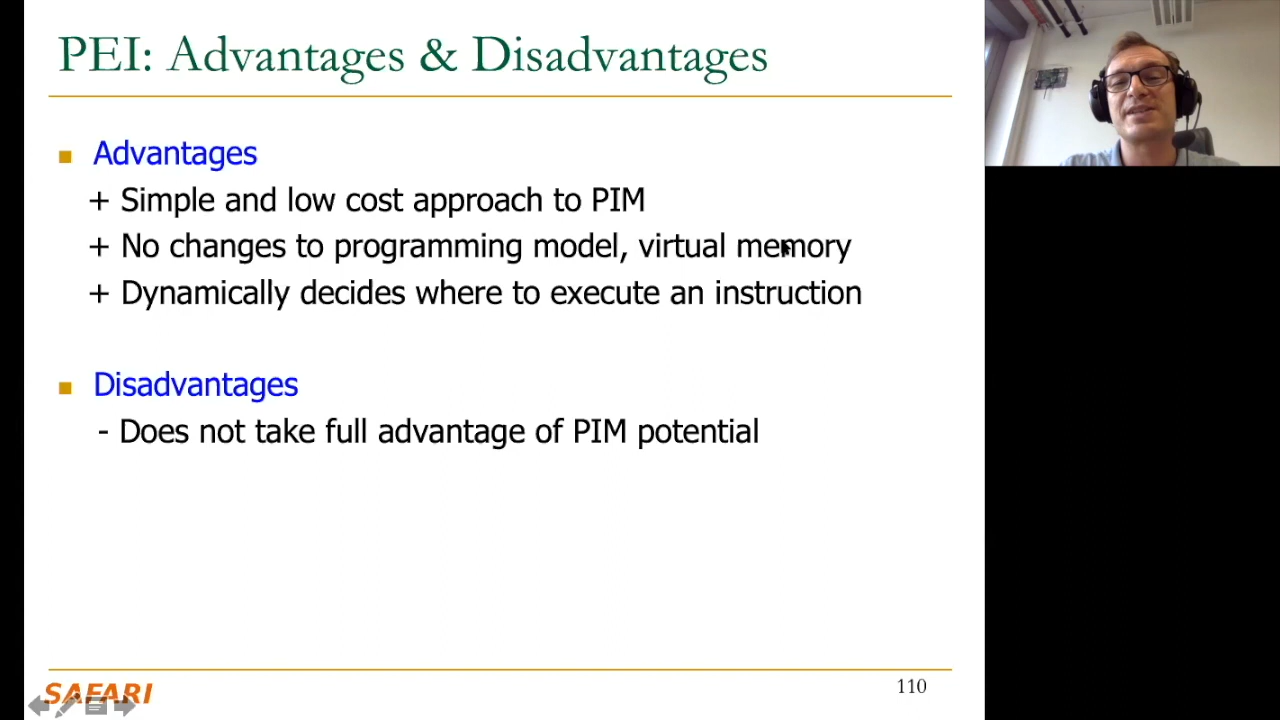 PEI: Advantages & Disadvantages
Advantages
+ Simple and low cost approach to PIM
+ No changes to programming model, virtual memory
+ Dynamically decides where to execute an instruction
Disadvantages
- Does not take full advantage of PIM potential
SAFARI
110